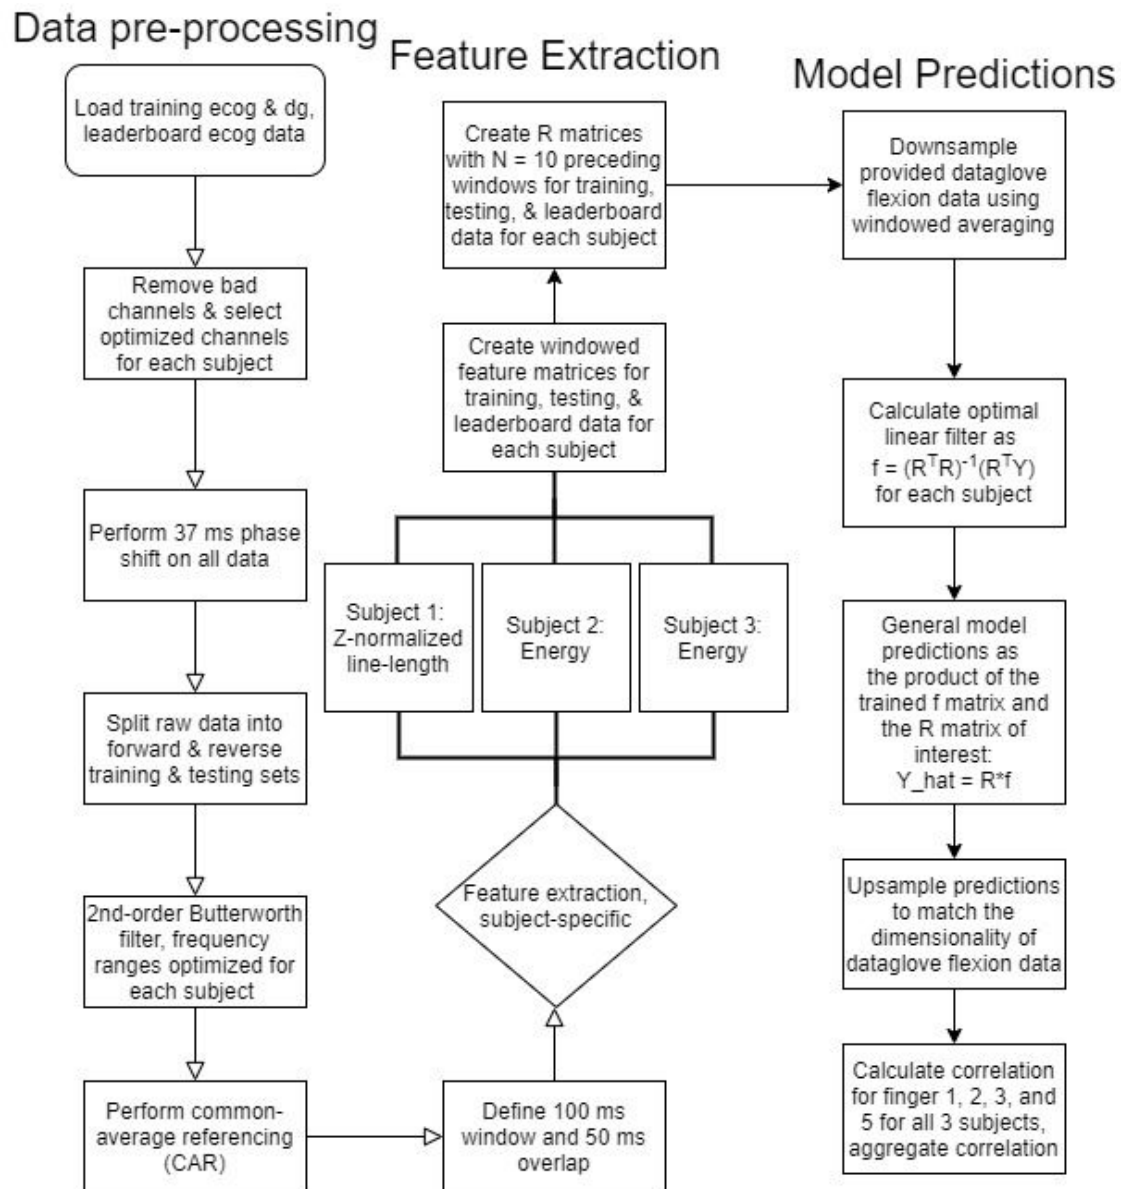 Data pre-processing
Load training ecog & dg,
leaderboard ecog data
Remove bad
channels & select
optimized channels
for each subject
Perform 37 ms phase
shift on all data
Split raw data into
forward & reverse
training & testing sets
2nd-order Butterworth
filter, frequency
ranges optimized for
each subject
Perform common-
average referencing
(CAR)
Feature Extraction
Define 100 ms
window and 50 ms
overlap
Feature extraction,
subject-specific
Subject 1:
Z-normalized
line-length
Subject 2:
Energy
Subject 3:
Energy
Create windowed
feature matrices for
training, testing, &
leaderboard data for
each subject
Create R matrices
with N = 10 preceding
windows for training,
testing, & leaderboard
data for each subject
Model Predictions
Downsample
provided dataglove
flexion data using
windowed averaging
Calculate optimal
linear filter as
f = (RᵀR)⁻¹(RᵀY)
for each subject
General model
predictions as
the product of the
trained f matrix and
the R matrix of
interest:
Y_hat = R*f
Upsample predictions
to match the
dimensionality of
dataglove flexion data
Calculate correlation
for finger 1, 2, 3, and
5 for all 3 subjects,
aggregate correlation